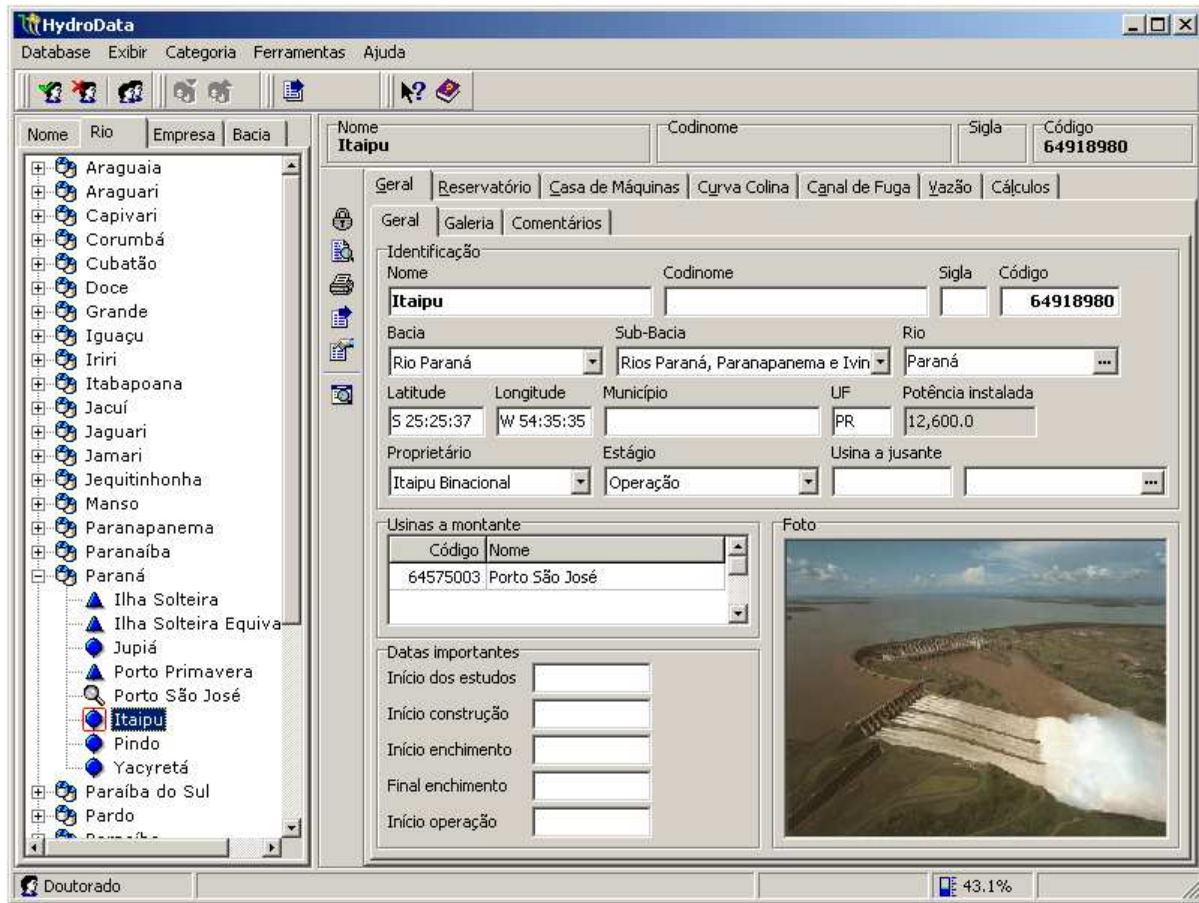 HydroData
Database Exibir Categoria Ferramentas Ajuda
Nome Rio Empresa Bacia
Araguaia
Araguari
Capivari
Corumbá
Cubatão
Doce
Grande
Iguaçu
Iriri
Itabapoana
Jacuí
Jaguari
Jamari
Jequitinhonha
Manso
Paranapanema
Paranaíba
Paraná
Ilha Solteira
Ilha Solteira Equiva
Jupiá
Porto Primavera
Porto São José
Itaipu
Pindo
Yacyretá
Paraíba do Sul
Pardo
Nome Codinome Sigla Código
Itaipu 64918980
Geral Reservatório Casa de Máquinas Curva Colina Canal de Fuga Vazão Cálculos
Geral Galeria Comentários
Identificação
Nome Codinome Sigla Código
Itaipu 64918980
Bacia Sub-Bacia Rio
Rio Paraná Rios Paraná, Paranapanema e Ivin Paraná ...
Latitude Longitude Município UF Potência instalada
S 25:25:37 W 54:35:35 PR 12,600.0
Proprietário Estágio Usina a jusante
Itaipu Binacional Operação ...
Usinas a montante
Código Nome
64575003 Porto São José
Foto
Datas importantes
Início dos estudos
Início construção
Início enchimento
Final enchimento
Início operação
Doutorado 43.1%